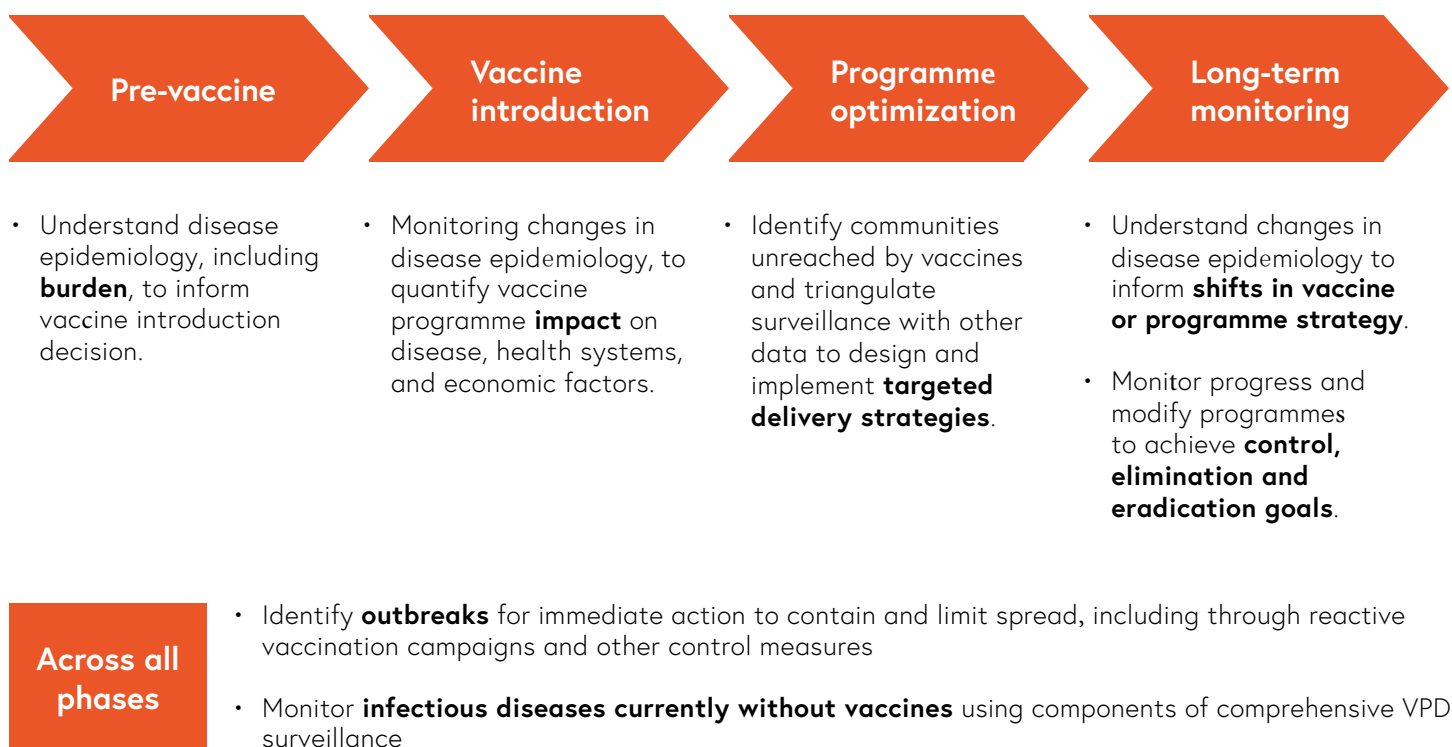 Pre-vaccine
Vaccine
introduction
Programme
optimization
Long-term
monitoring
• Understand disease
epidemiology, including
burden, to inform
vaccine introduction
decision.
• Monitoring changes in
disease epidemiology, to
quantify vaccine
programme impact on
disease, health systems,
and economic factors.
• Identify communities
unreached by vaccines
and triangulate
surveillance with other
data to design and
implement targeted
delivery strategies.
• Understand changes in
disease epidemiology to
inform shifts in vaccine
or programme strategy.
• Monitor progress and
modify programmes
to achieve control,
elimination and
eradication goals.
Across all
phases
• Identify outbreaks for immediate action to contain and limit spread, including through reactive
vaccination campaigns and other control measures
• Monitor infectious diseases currently without vaccines using components of comprehensive VPD
surveillance